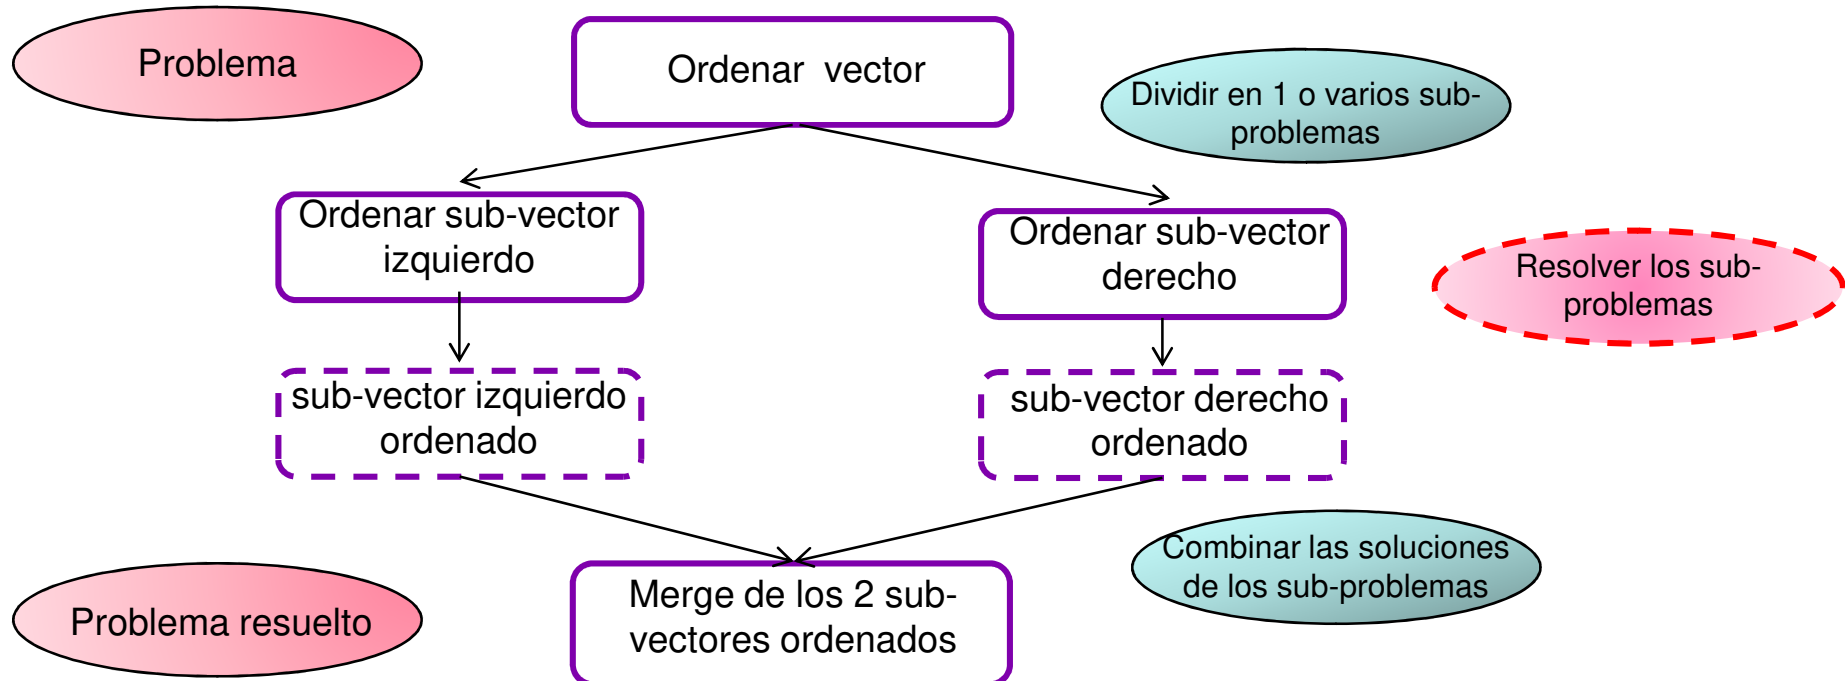 Problema
Ordenar vector
Dividir en 1 o varios sub-
problemas
Ordenar sub-vector
izquierdo
Ordenar sub-vector
derecho
Resolver los sub-
problemas
sub-vector izquierdo
ordenado
sub-vector derecho
ordenado
Combinar las soluciones
de los sub-problemas
Problema resuelto
Merge de los 2 sub-
vectores ordenados